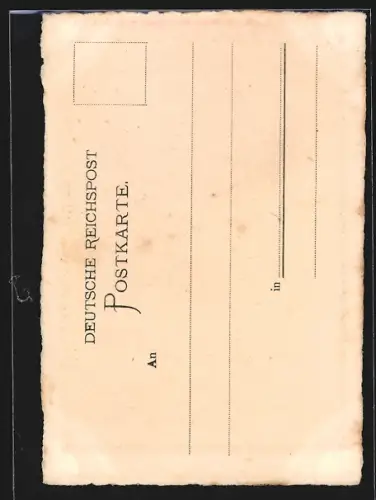 DEUTSCHE REICHSPOST
POSTKARTE.
An
in